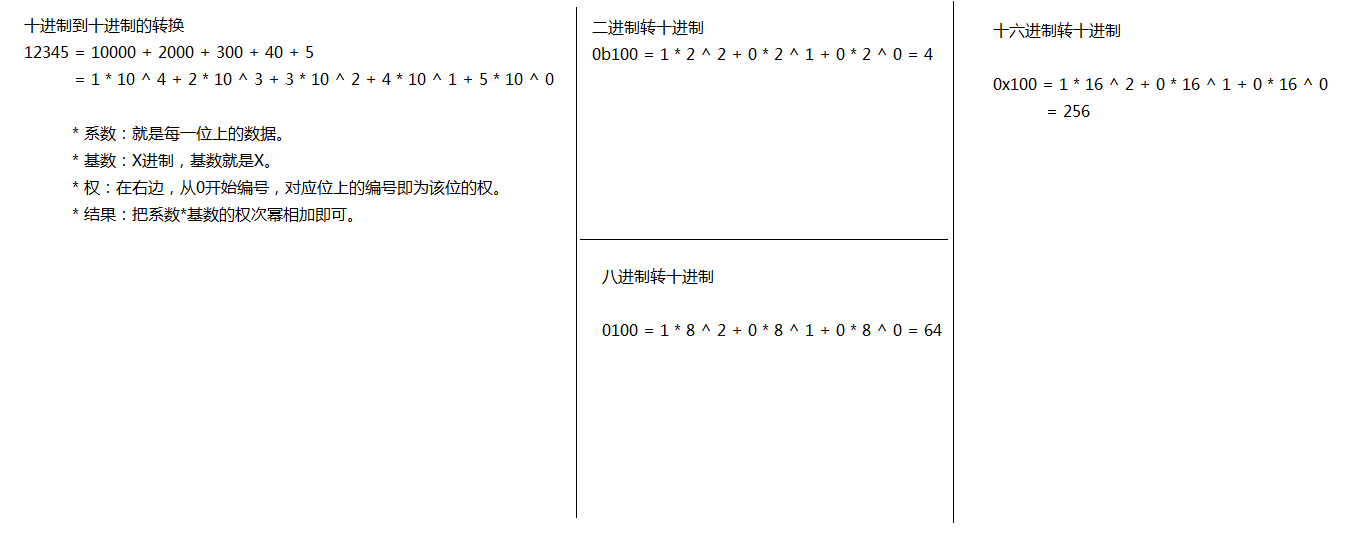 十进制到十进制的转换
12345 = 10000 + 2000 + 300 + 40 + 5
= 1 * 10 ^ 4 + 2 * 10 ^ 3 + 3 * 10 ^ 2 + 4 * 10 ^ 1 + 5 * 10 ^ 0
* 系数：就是每一位上的数据。
* 基数：X进制，基数就是X。
* 权：在右边，从0开始编号，对应位上的编号即为该位的权。
* 结果：把系数*基数的权次幂相加即可。
二进制转十进制
0b100 = 1 * 2 ^ 2 + 0 * 2 ^ 1 + 0 * 2 ^ 0 = 4
八进制转十进制
0100 = 1 * 8 ^ 2 + 0 * 8 ^ 1 + 0 * 8 ^ 0 = 64
十六进制转十进制
0x100 = 1 * 16 ^ 2 + 0 * 16 ^ 1 + 0 * 16 ^ 0
= 256